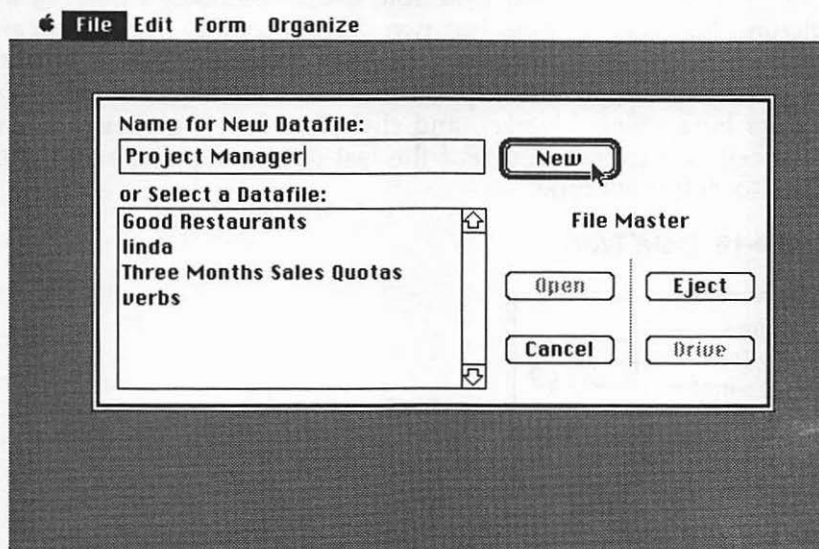 File Edit Form Organize
Name for New Datafile:
Project Manager
New
or Select a Datafile:
Good Restaurants
linda
Three Months Sales Quotas
verbs
File Master
Open
Eject
Cancel
Drive